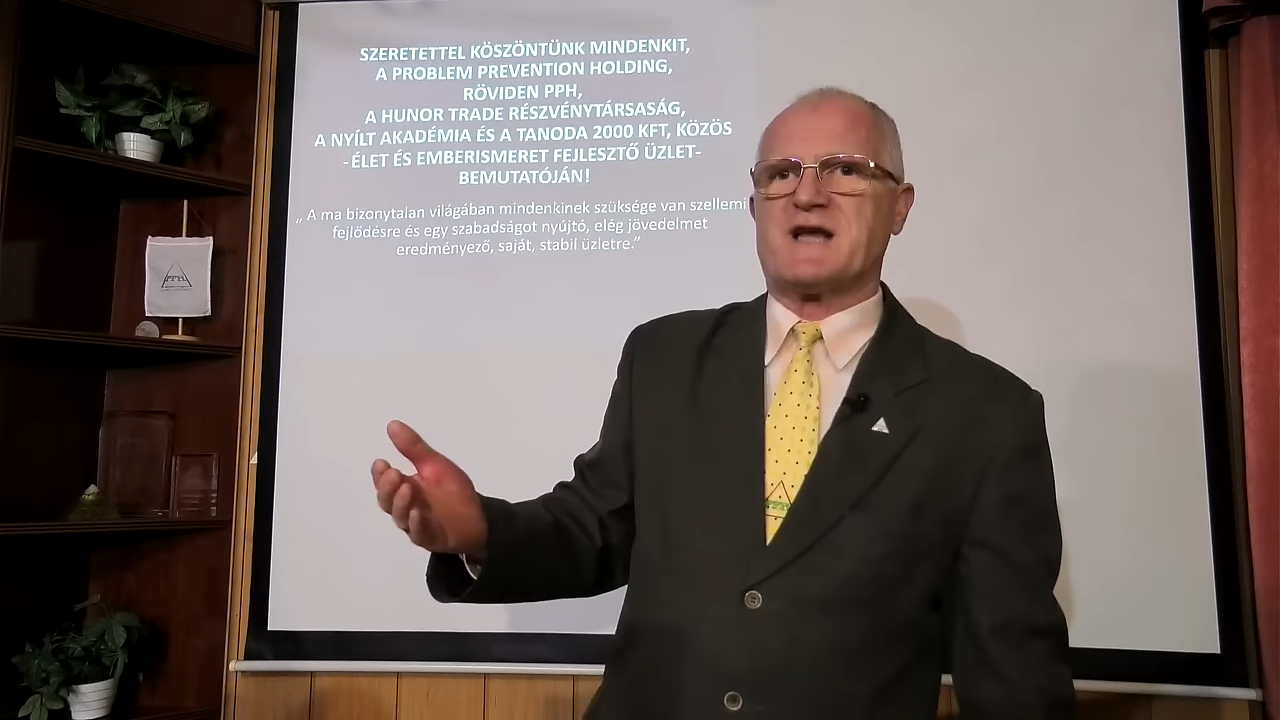 SZERETETTEL KÖSZÖNTÜNK MINDENKIT,
A PROBLEM PREVENTION HOLDING,
RÖVIDEN PPH,
A HUNOR TRADE RÉSZVÉNYTÁRSASÁG,
A NYÍLT AKADÉMIA ÉS A TANODA 2000 KFT, KÖZÖS
-ÉLET ÉS EMBERISMERET FEJLESZTŐ ÜZLET-
BEMUTATÓJÁN!
„ A ma bizonytalan világában mindenkinek szüksége van szellemi
fejlődésre és egy szabadságot nyújtó, elég jövedelmet
eredményező, saját, stabil üzletre.”